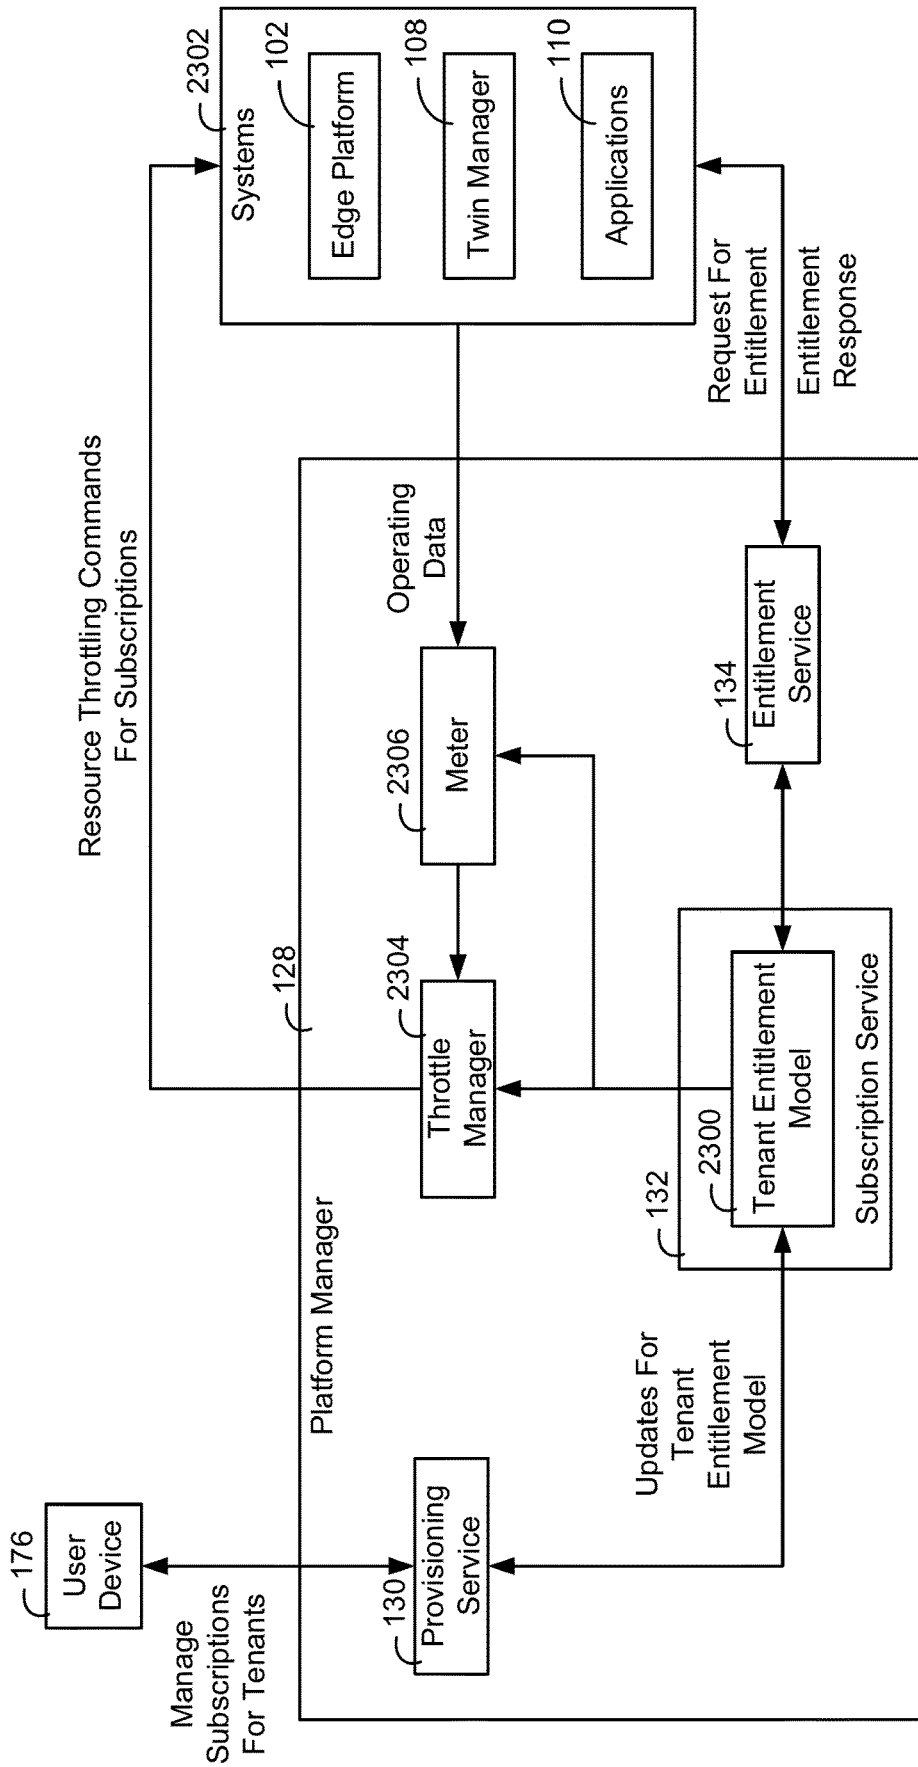 176
User
Device
Manage
Subscriptions
For Tenants
Resource Throttling Commands
For Subscriptions
2302
Systems
102
Edge Platform
108
Twin Manager
110
Applications
Platform Manager
128
130
Provisioning
Service
2304
Throttle
Manager
2306
Meter
Operating
Data
Updates For
Tenant
Entitlement
Model
132
2300
Tenant Entitlement
Model
Subscription Service
134
Entitlement
Service
Request For
Entitlement
Entitlement
Response